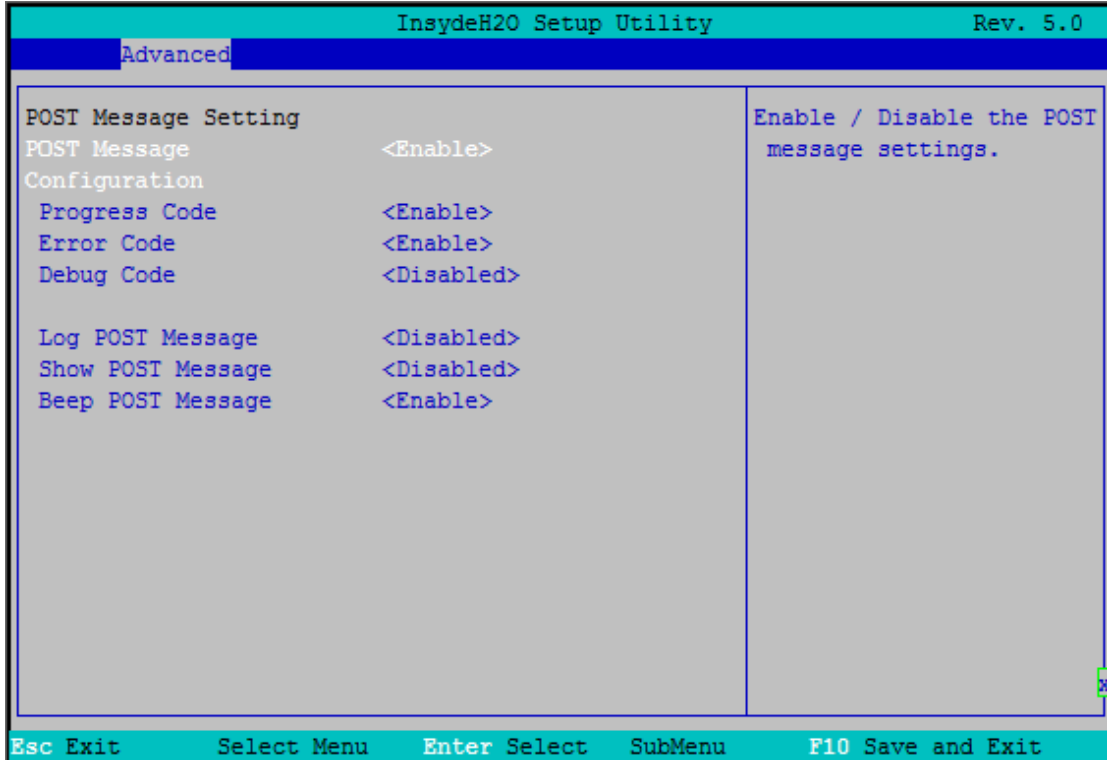 InsydeH2O Setup Utility Rev. 5.0
Advanced
POST Message Setting
POST Message <Enable>
Configuration
Progress Code <Enable>
Error Code <Enable>
Debug Code <Disabled>
Log POST Message <Disabled>
Show POST Message <Disabled>
Beep POST Message <Enable>
Enable / Disable the POST
message settings.
x
Esc Exit Select Menu Enter Select SubMenu F10 Save and Exit